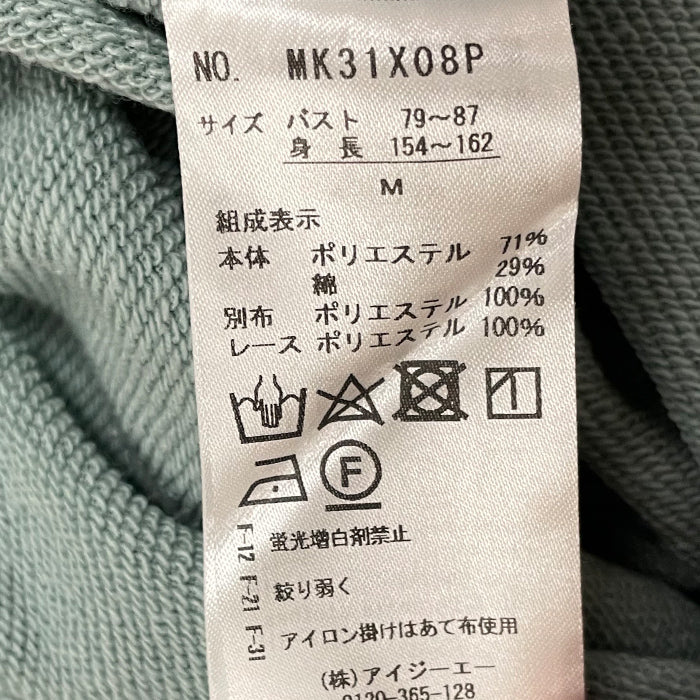 NO. MK31X08P
サイズ バスト 79～87
身 長 154～162
M
組成表示
本体 ポリエステル 71%
綿 29%
別布 ポリエステル 100%
レース ポリエステル 100%
F
F-12 蛍光増白剤禁止
F-21 絞り弱く
F-31 アイロン掛けはあて布使用
(株)アイジーエー
0120-365-128